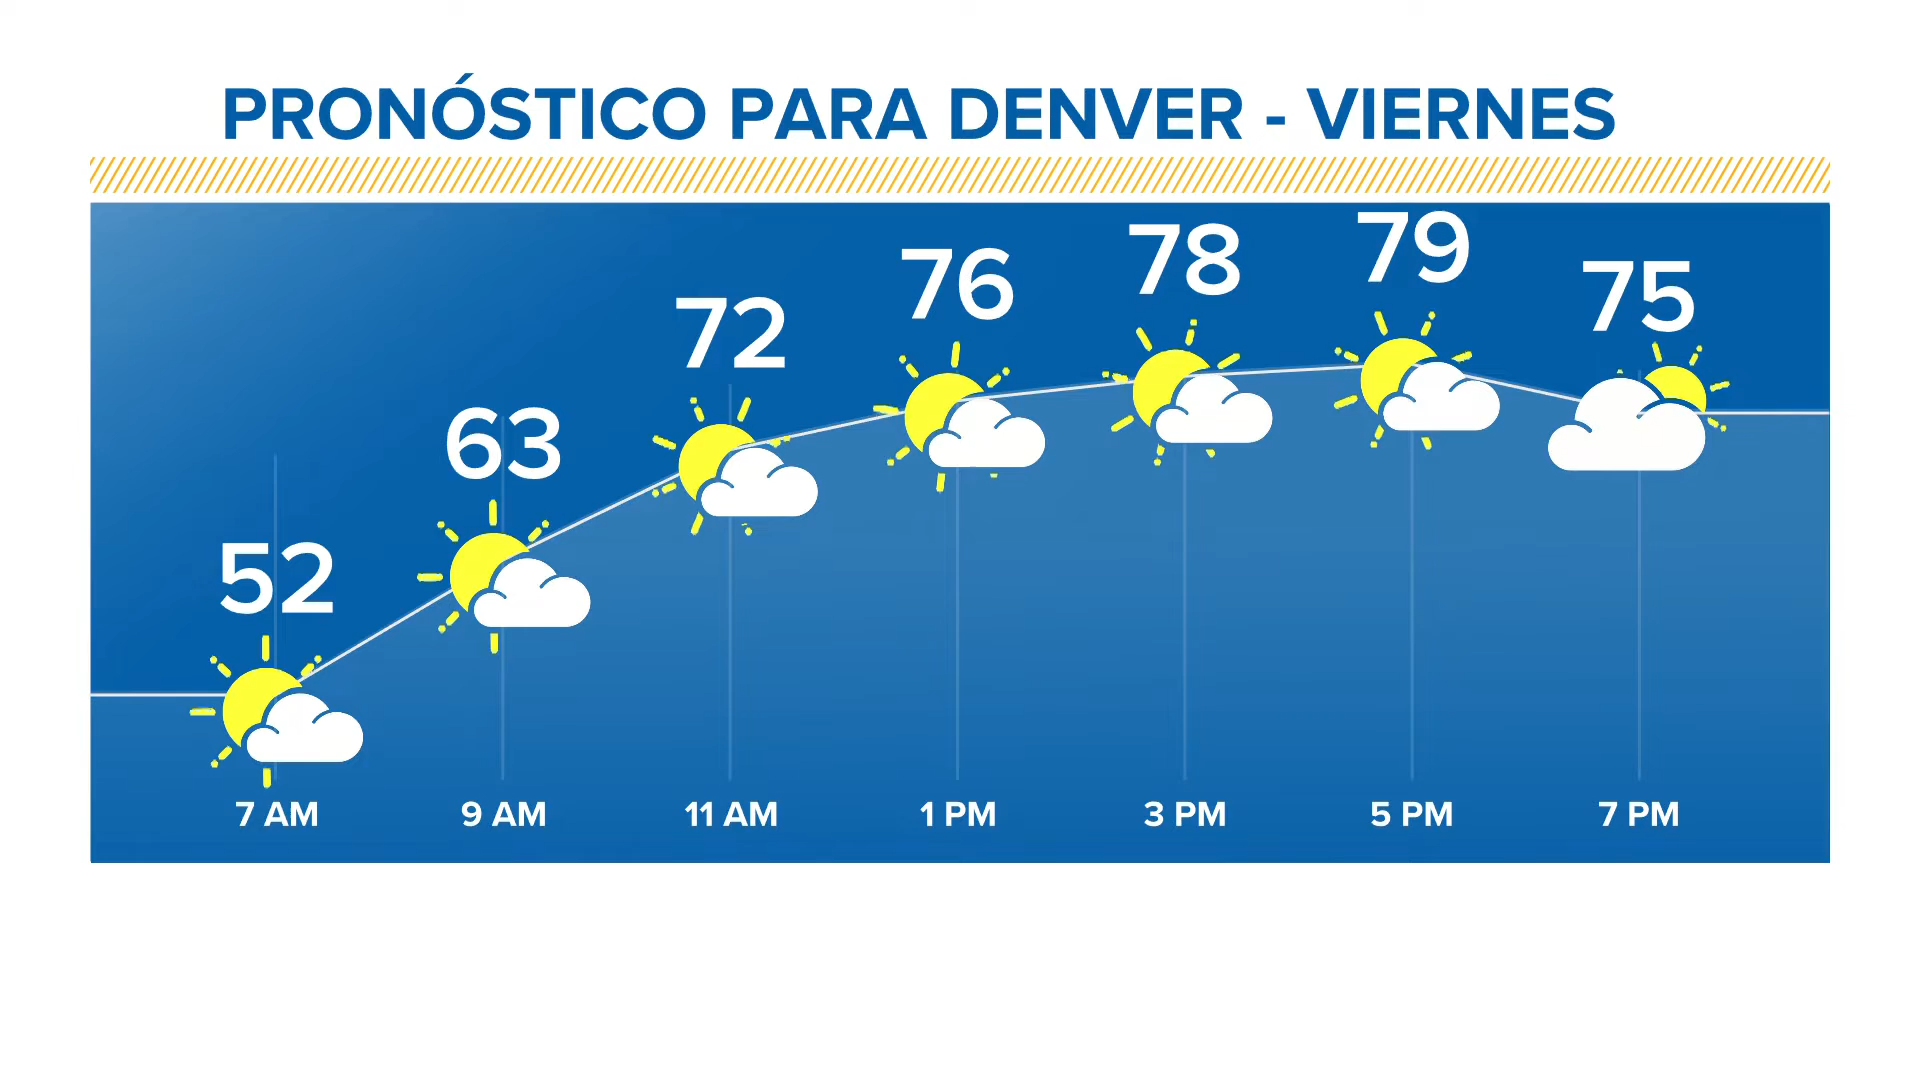 PRONÓSTICO PARA DENVER - VIERNES
52 63 72 76 78 79 75
7 AM 9 AM 11 AM 1 PM 3 PM 5 PM 7 PM